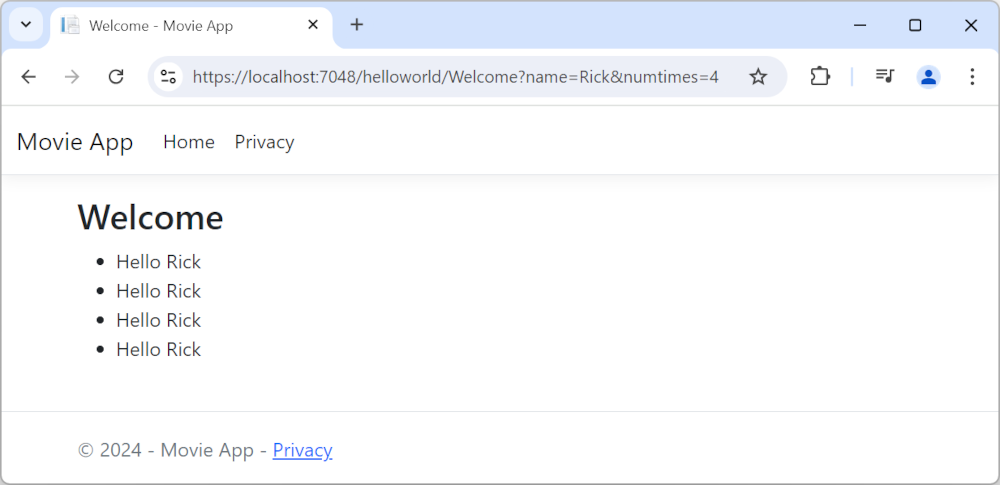 Welcome - Movie App
https://localhost:7048/helloworld/Welcome?name=Rick&numtimes=4
Movie App Home Privacy
Welcome
• Hello Rick
• Hello Rick
• Hello Rick
• Hello Rick
© 2024 - Movie App - Privacy